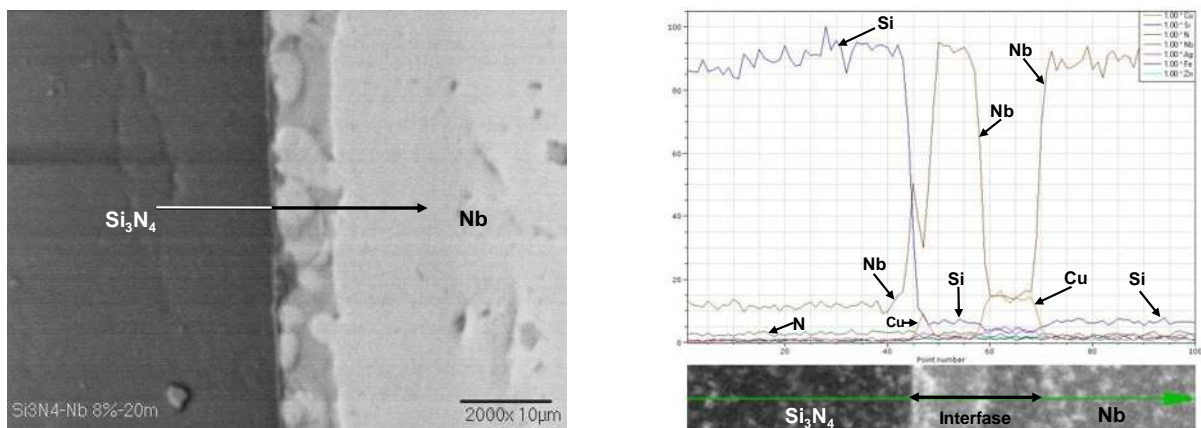 Si3N4
Nb
Si3N4-Nb 8%-20m
2000x 10µm
100
80
60
40
20
0
20
40
60
80
100
Point number
1.00 * Cu
1.00 * Si
1.00 * N
1.00 * Nb
1.00 * Ag
1.00 * Fe
1.00 * Zn
Si
Nb
Nb
Nb
Si
Cu
Si
N
Cu
Si3N4
Interfase
Nb